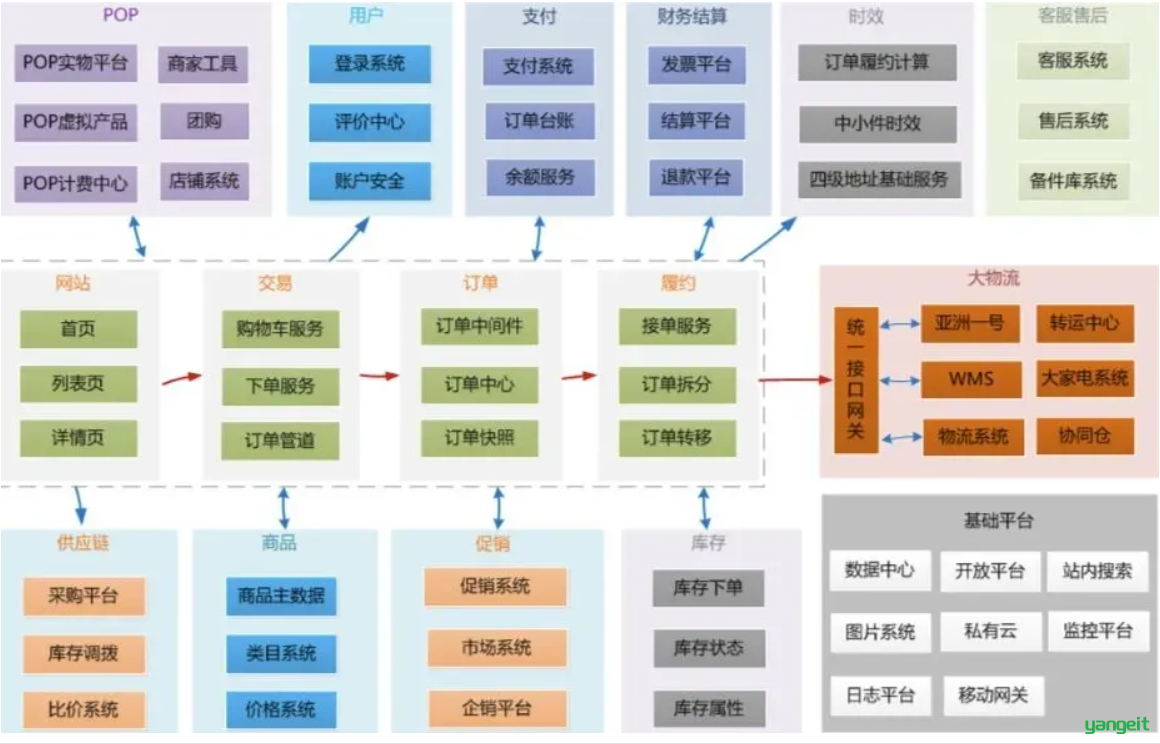 POP
POP实物平台
商家工具
POP虚拟产品
团购
POP计费中心
店铺系统
用户
登录系统
评价中心
账户安全
支付
支付系统
订单台账
余额服务
财务结算
发票平台
结算平台
退款平台
时效
订单履约计算
中小件时效
四级地址基础服务
客服售后
客服系统
售后系统
备件库系统
网站
首页
列表页
详情页
交易
购物车服务
下单服务
订单管道
订单
订单中间件
订单中心
订单快照
履约
接单服务
订单拆分
订单转移
大物流
统一接口网关
亚洲一号
转运中心
WMS
大家电系统
物流系统
协同仓
供应链
采购平台
库存调拨
比价系统
商品
商品主数据
类目系统
价格系统
促销
促销系统
市场系统
企销平台
库存
库存下单
库存状态
库存属性
基础平台
数据中心
开放平台
站内搜索
图片系统
私有云
监控平台
日志平台
移动网关
yangeit